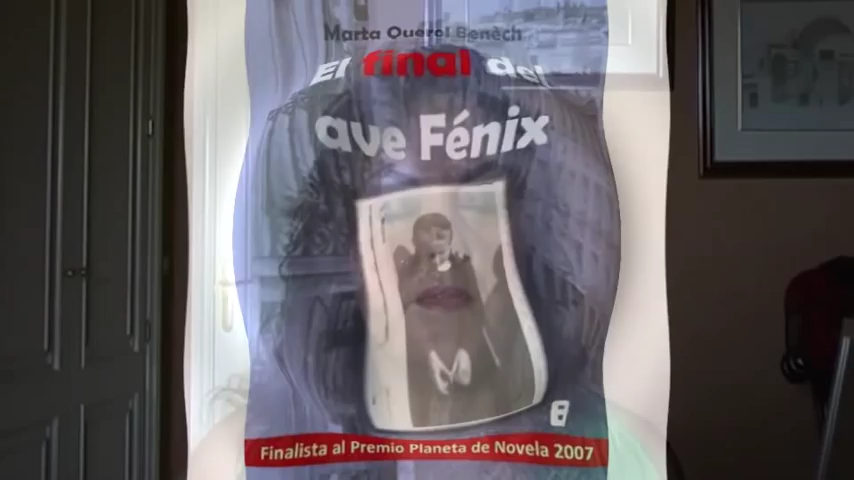 Marta Querol Benèch
El final del
ave Fénix
Finalista al Premio Planeta de Novela 2007